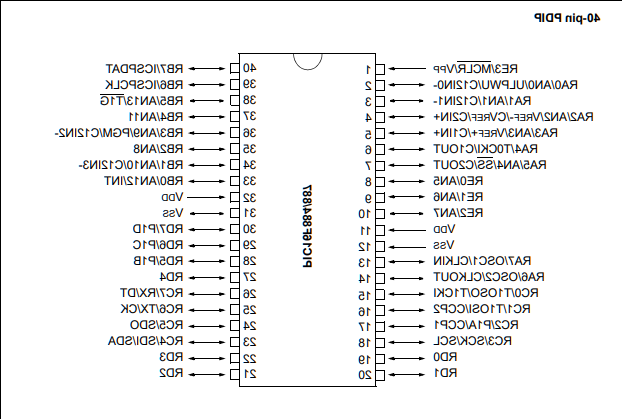 40-pin PDIP
RE3/MCLR/VPP 1 40 RB7/ICSPDAT
RA0/AN0/ULPWU/C12IN0- 2 39 RB6/ICSPCLK
RA1/AN1/C12IN1- 3 38 RB5/AN13/T1G
RA2/AN2/VREF-/CVREF/C2IN+ 4 37 RB4/AN11
RA3/AN3/VREF+/C1IN+ 5 36 RB3/AN9/PGM/C12IN2-
RA4/T0CKI/C1OUT 6 35 RB2/AN8
RA5/AN4/SS/C2OUT 7 34 RB1/AN10/C12IN3-
RE0/AN5 8 33 RB0/AN12/INT
RE1/AN6 9 32 VDD
RE2/AN7 10 31 VSS
VDD 11 30 RD7/P1D
VSS 12 29 RD6/P1C
RA7/OSC1/CLKIN 13 28 RD5/P1B
RA6/OSC2/CLKOUT 14 27 RD4
RC0/T1OSO/T1CKI 15 26 RC7/RX/DT
RC1/T1OSI/CCP2 16 25 RC6/TX/CK
RC2/P1A/CCP1 17 24 RC5/SDO
RC3/SCK/SCL 18 23 RC4/SDI/SDA
RD0 19 22 RD3
RD1 20 21 RD2
PIC16F884/887